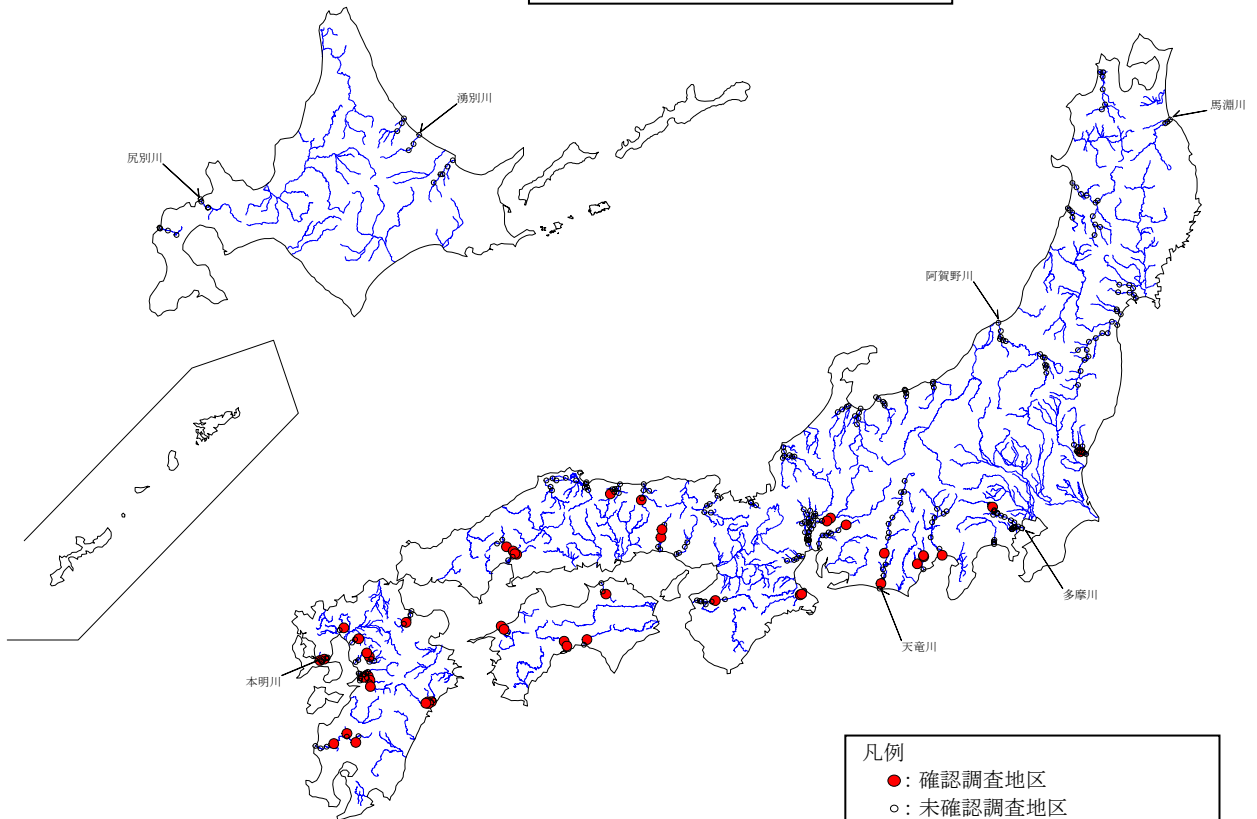 湧別川
馬淵川
尻別川
阿賀野川
多摩川
天竜川
本明川
凡例
●：確認調査地区
○：未確認調査地区